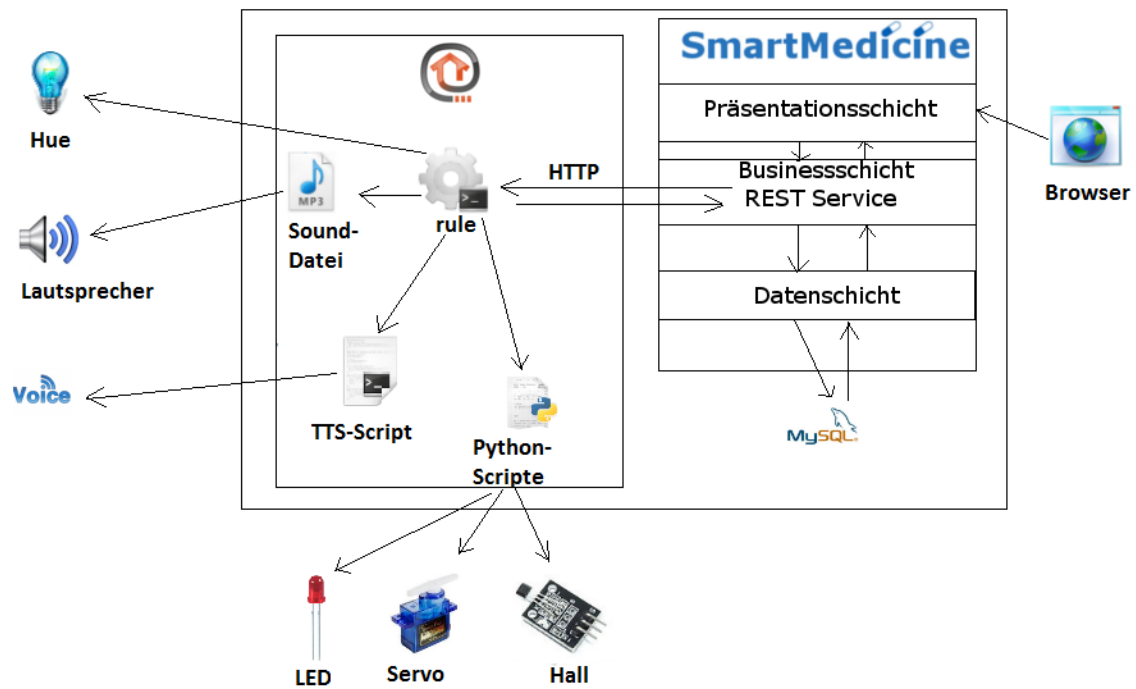 SmartMedicine
Präsentationsschicht
Businessschicht
REST Service
Datenschicht
MySQL
Browser
HTTP
rule
MP3
Sound-
Datei
>_
TTS-Script
>_
Python-
Scripte
Hue
Lautsprecher
Voice
LED
Servo
Hall